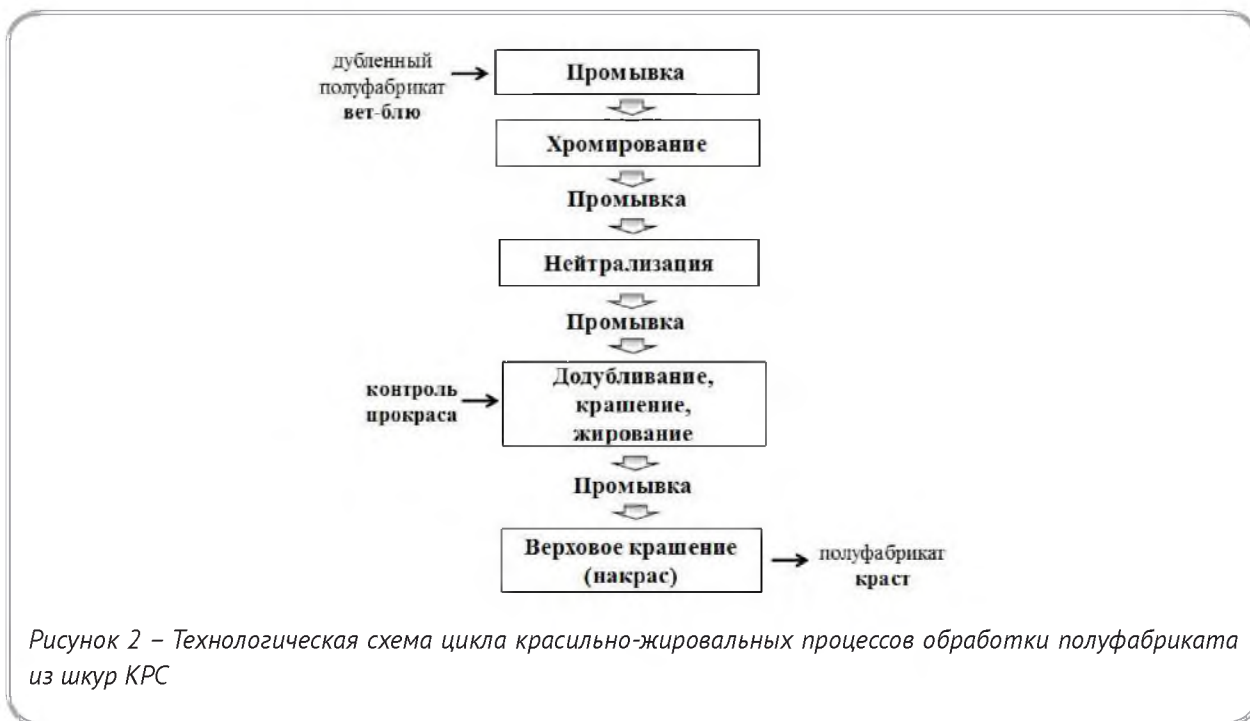 дубленный
полуфабрикат
вет-блю
Промывка
Хромирование
Промывка
Нейтрализация
Промывка
контроль
прокраса
Додубливание,
крашение,
жирование
Промывка
Верховое крашение
(накрас)
полуфабрикат
краст
Рисунок 2 – Технологическая схема цикла красильно-жировальных процессов обработки полуфабриката
из шкур КРС